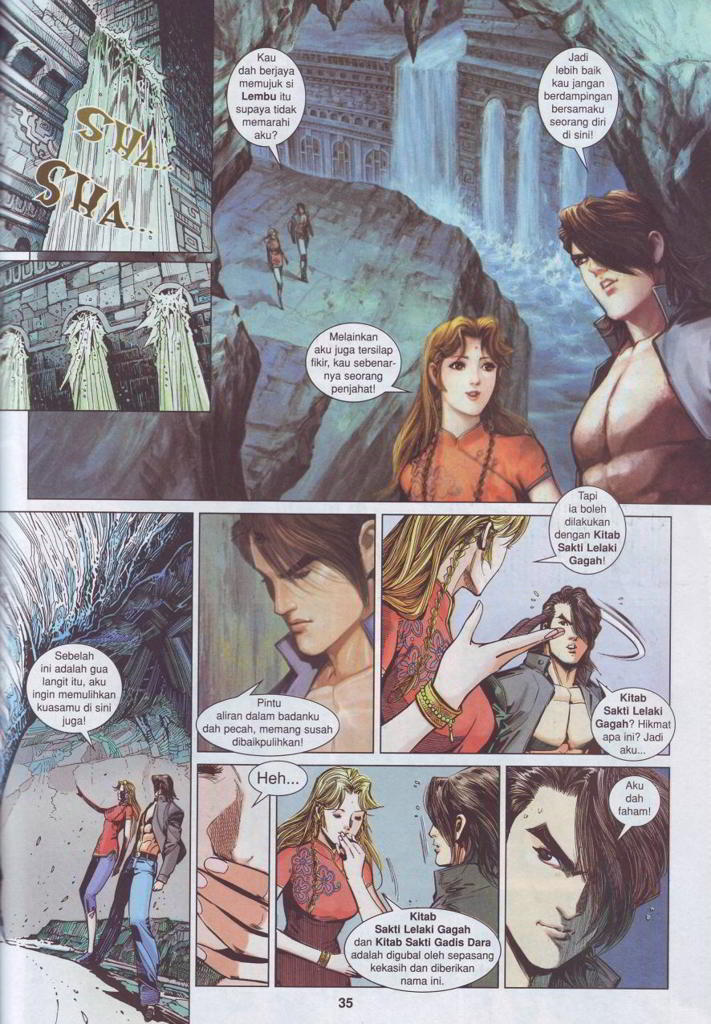 SHA...
SHA...
Kau
dah berjaya
memujuk si
Lembu itu
supaya tidak
memarahi
aku?
Jadi
lebih baik
kau jangan
berdampingan
bersamaku
seorang diri
di sini!
Melainkan
aku juga tersilap
fikir, kau sebenar-
nya seorang
penjahat!
Sebelah
ini adalah gua
langit itu, aku
ingin memulihkan
kuasamu di sini
juga!
Pintu
aliran dalam badanku
dah pecah, memang susah
dibaikpulihkan!
Tapi
ia boleh
dilakukan
dengan Kitab
Sakti Lelaki
Gagah!
Kitab
Sakti Lelaki
Gagah? Hikmat
apa ini? Jadi
aku...
Heh...
Kitab
Sakti Lelaki Gagah
dan Kitab Sakti Gadis Dara
adalah digubal oleh sepasang
kekasih dan diberikan
nama ini.
Aku
dah
faham!
35